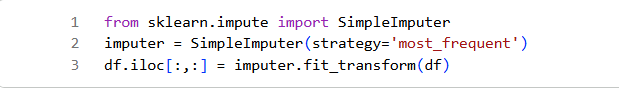 1 from sklearn.impute import SimpleImputer
2 imputer = SimpleImputer(strategy='most_frequent')
3 df.iloc[:,:] = imputer.fit_transform(df)